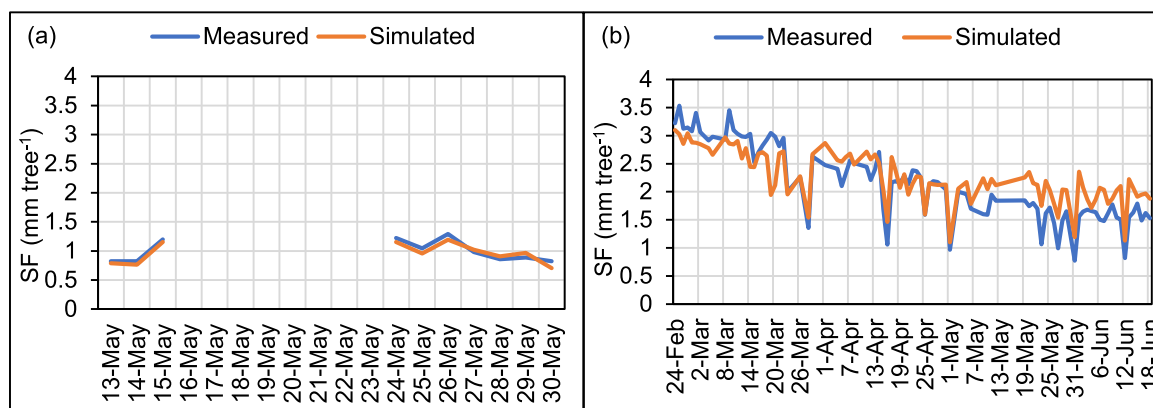 (a)
Measured
Simulated
SF (mm tree⁻¹)
4
3.5
3
2.5
2
1.5
1
0.5
0
13-May
14-May
15-May
17-May
18-May
19-May
20-May
21-May
22-May
23-May
24-May
25-May
26-May
27-May
28-May
29-May
30-May
(b)
Measured
Simulated
SF (mm tree⁻¹)
4
3.5
3
2.5
2
1.5
1
0.5
0
24-Feb
2-Mar
8-Mar
14-Mar
20-Mar
26-Mar
1-Apr
7-Apr
13-Apr
19-Apr
25-Apr
1-May
7-May
13-May
19-May
25-May
31-May
6-Jun
12-Jun
18-Jun